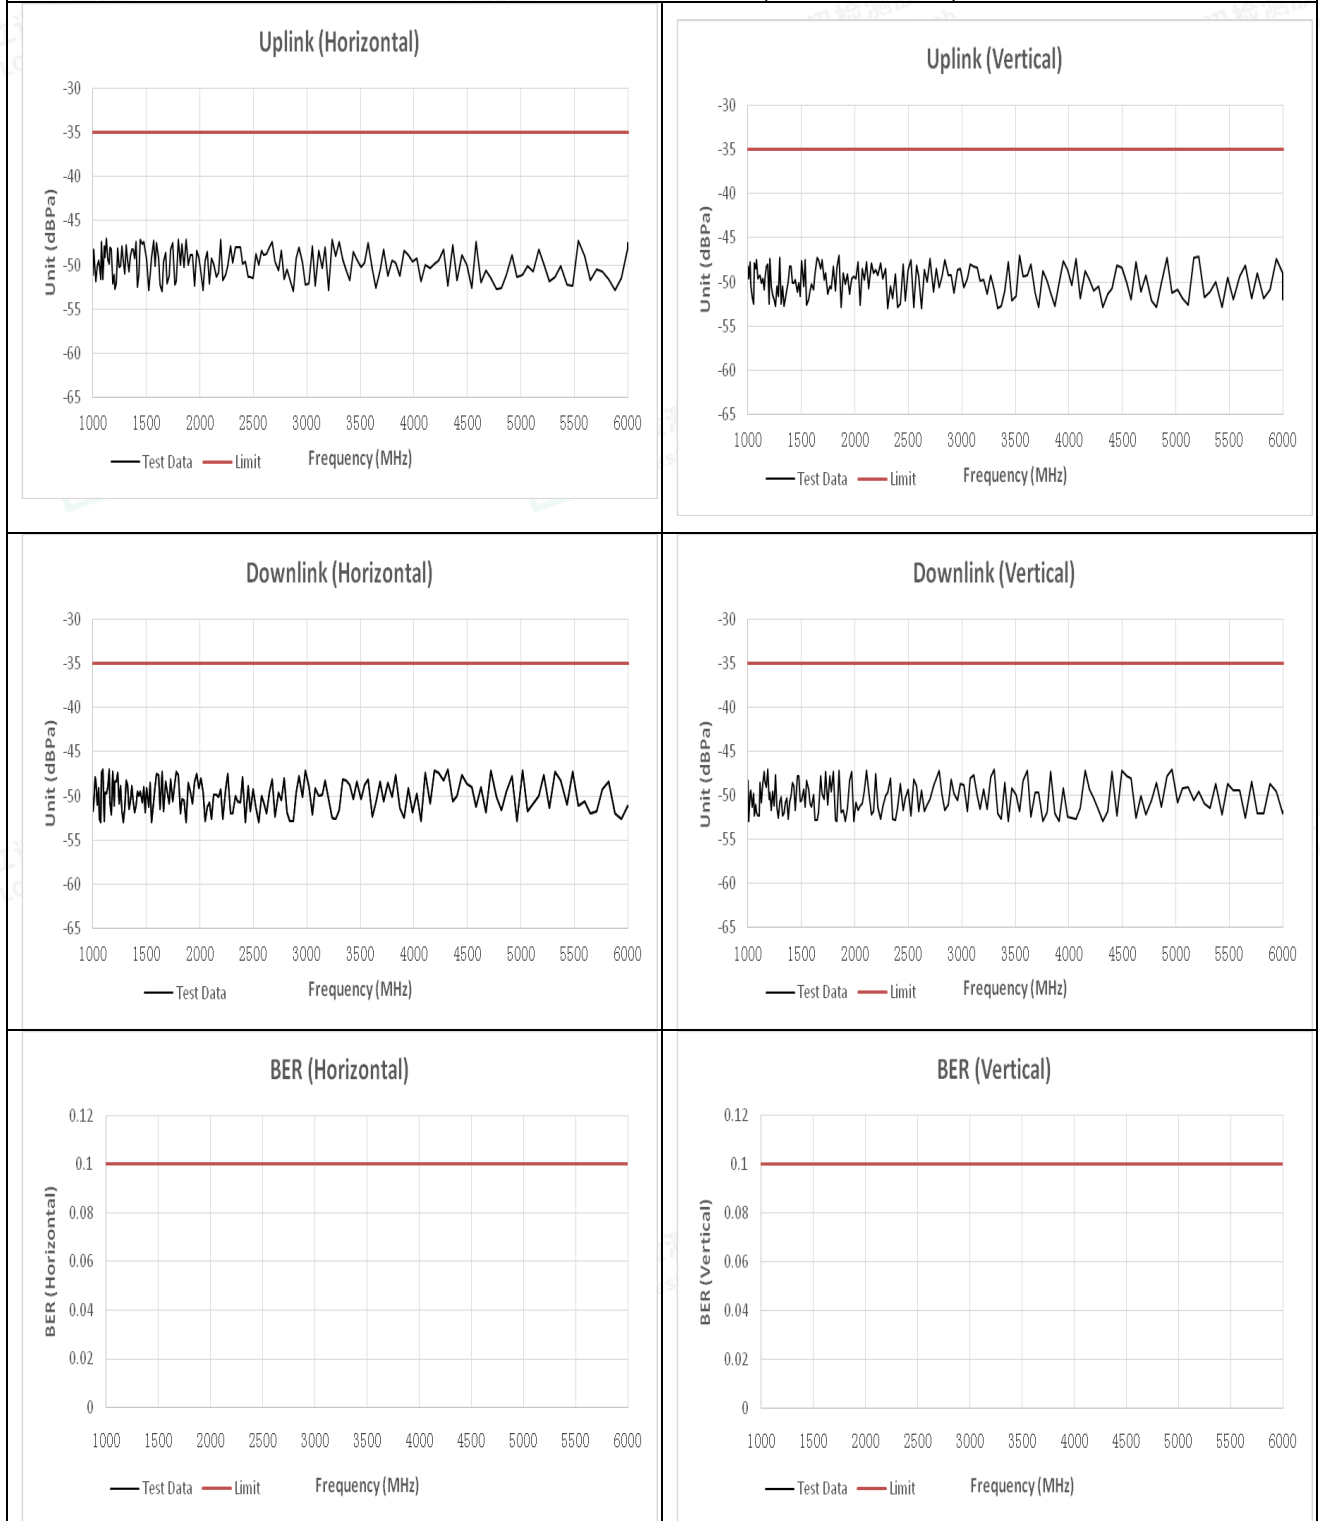 Uplink (Horizontal)
-30
-35
-40
-45
-50
-55
-60
-65
Unit (dBPa)
1000 1500 2000 2500 3000 3500 4000 4500 5000 5500 6000
Test Data Limit Frequency (MHz)
Uplink (Vertical)
-30
-35
-40
-45
-50
-55
-60
-65
Unit (dBPa)
1000 1500 2000 2500 3000 3500 4000 4500 5000 5500 6000
Test Data Limit Frequency (MHz)
Downlink (Horizontal)
-30
-35
-40
-45
-50
-55
-60
-65
Unit (dBPa)
1000 1500 2000 2500 3000 3500 4000 4500 5000 5500 6000
Test Data Frequency (MHz)
Downlink (Vertical)
-30
-35
-40
-45
-50
-55
-60
-65
Unit (dBPa)
1000 1500 2000 2500 3000 3500 4000 4500 5000 5500 6000
Test Data Limit Frequency (MHz)
BER (Horizontal)
0.12
0.1
0.08
0.06
0.04
0.02
0
BER (Horizontal)
1000 1500 2000 2500 3000 3500 4000 4500 5000 5500 6000
Test Data Limit Frequency (MHz)
BER (Vertical)
0.12
0.1
0.08
0.06
0.04
0.02
0
BER (Vertical)
1000 1500 2000 2500 3000 3500 4000 4500 5000 5500 6000
Test Data Limit Frequency (MHz)